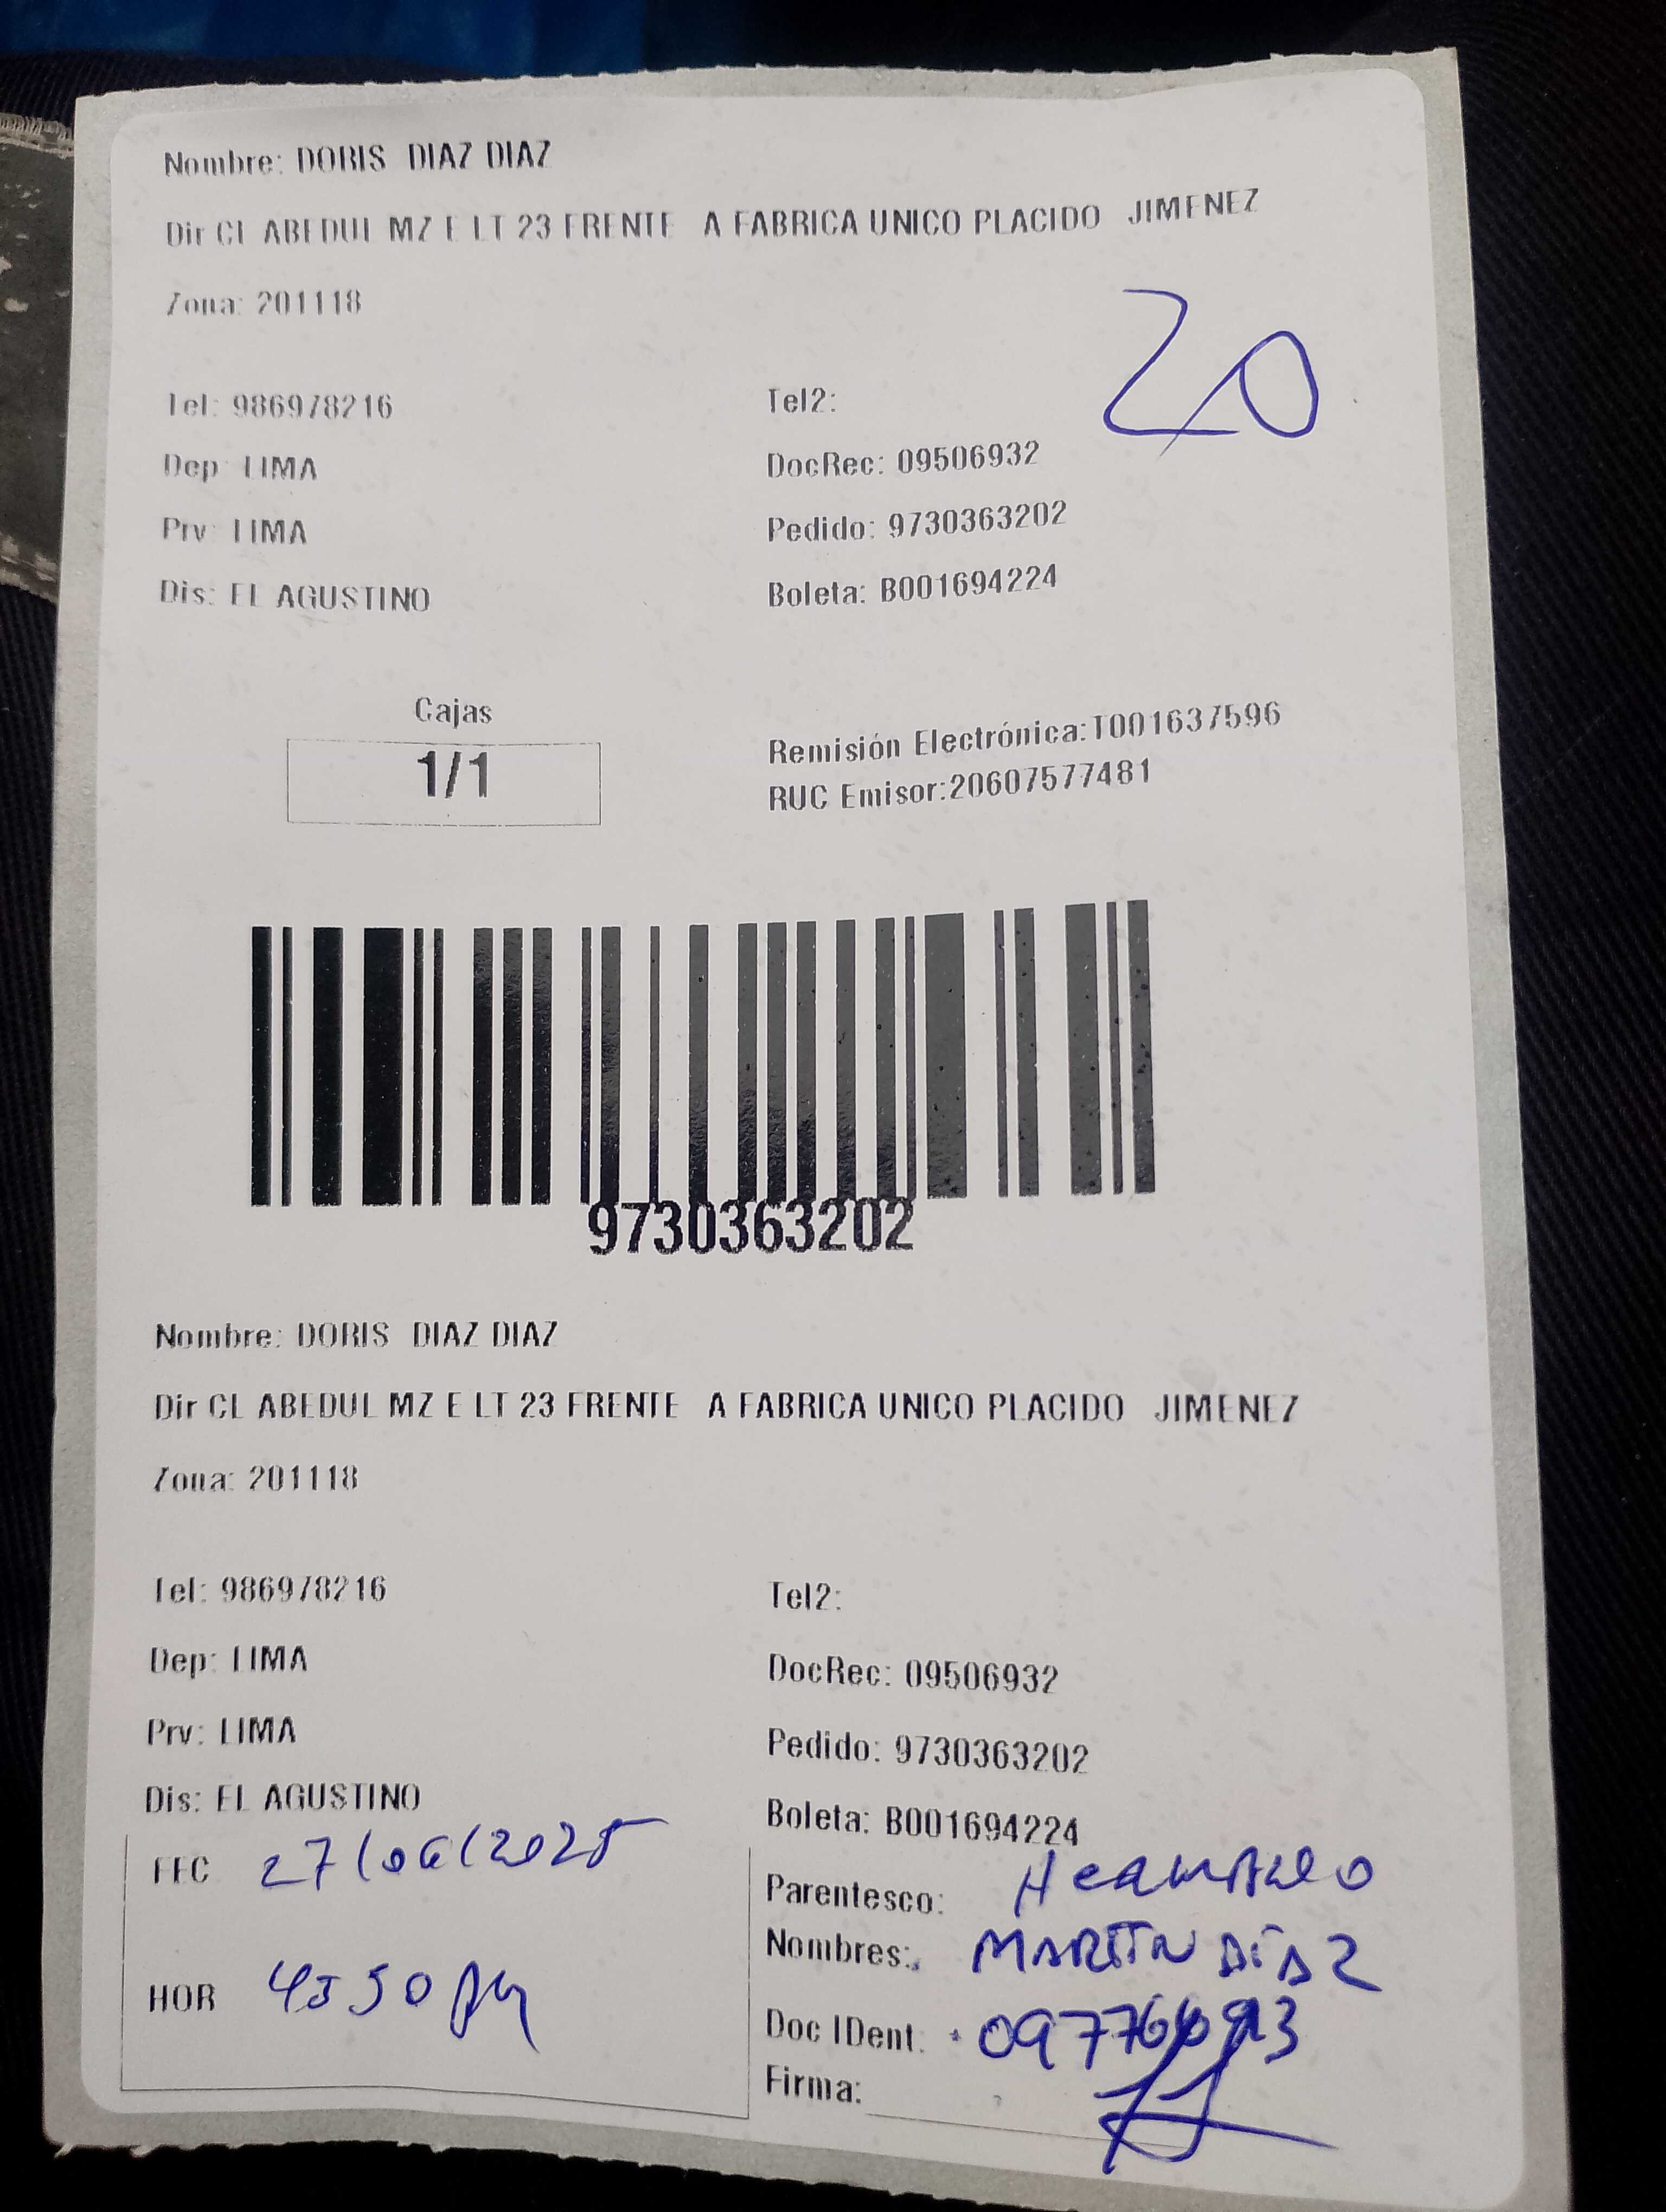 Nombre: DORIS DIAZ DIAZ
Dir CL ABEDUL MZ E LT 23 FRENTE A FABRICA UNICO PLACIDO JIMENEZ
Zona: 201118
20
Tel: 986978216 Tel2:
Dep: LIMA DocRec: 09506932
Prv: LIMA Pedido: 9730363202
Dis: EL AGUSTINO Boleta: B001694224
Cajas
1/1
Remisión Electrónica:T001637596
RUC Emisor:20607577481
9730363202
Nombre: DORIS DIAZ DIAZ
Dir CL ABEDUL MZ E LT 23 FRENTE A FABRICA UNICO PLACIDO JIMENEZ
Zona: 201118
Tel: 986978216 Tel2:
Dep: LIMA DocRec: 09506932
Prv: LIMA Pedido: 9730363202
Dis: EL AGUSTINO Boleta: B001694224
FEC 27/06/2025
HOR
Parentesco:
Nombres: MARTIN DIAZ
Doc IDent:
Firma: